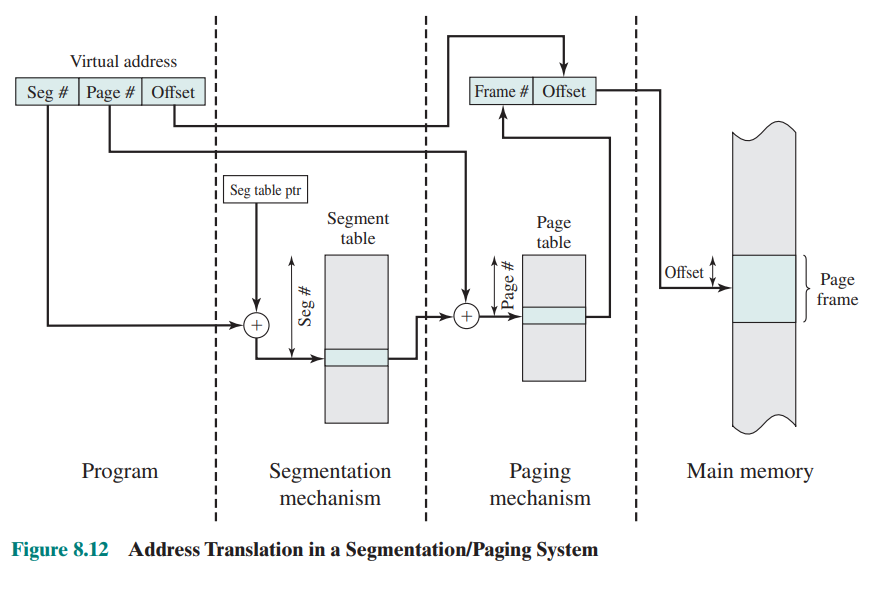 Virtual address
Seg # Page # Offset
Frame # Offset
Seg table ptr
Segment
table
Seg #
+
Page
table
Page #
+
Offset
Page
frame
Program
Segmentation
mechanism
Paging
mechanism
Main memory
Figure 8.12 Address Translation in a Segmentation/Paging System